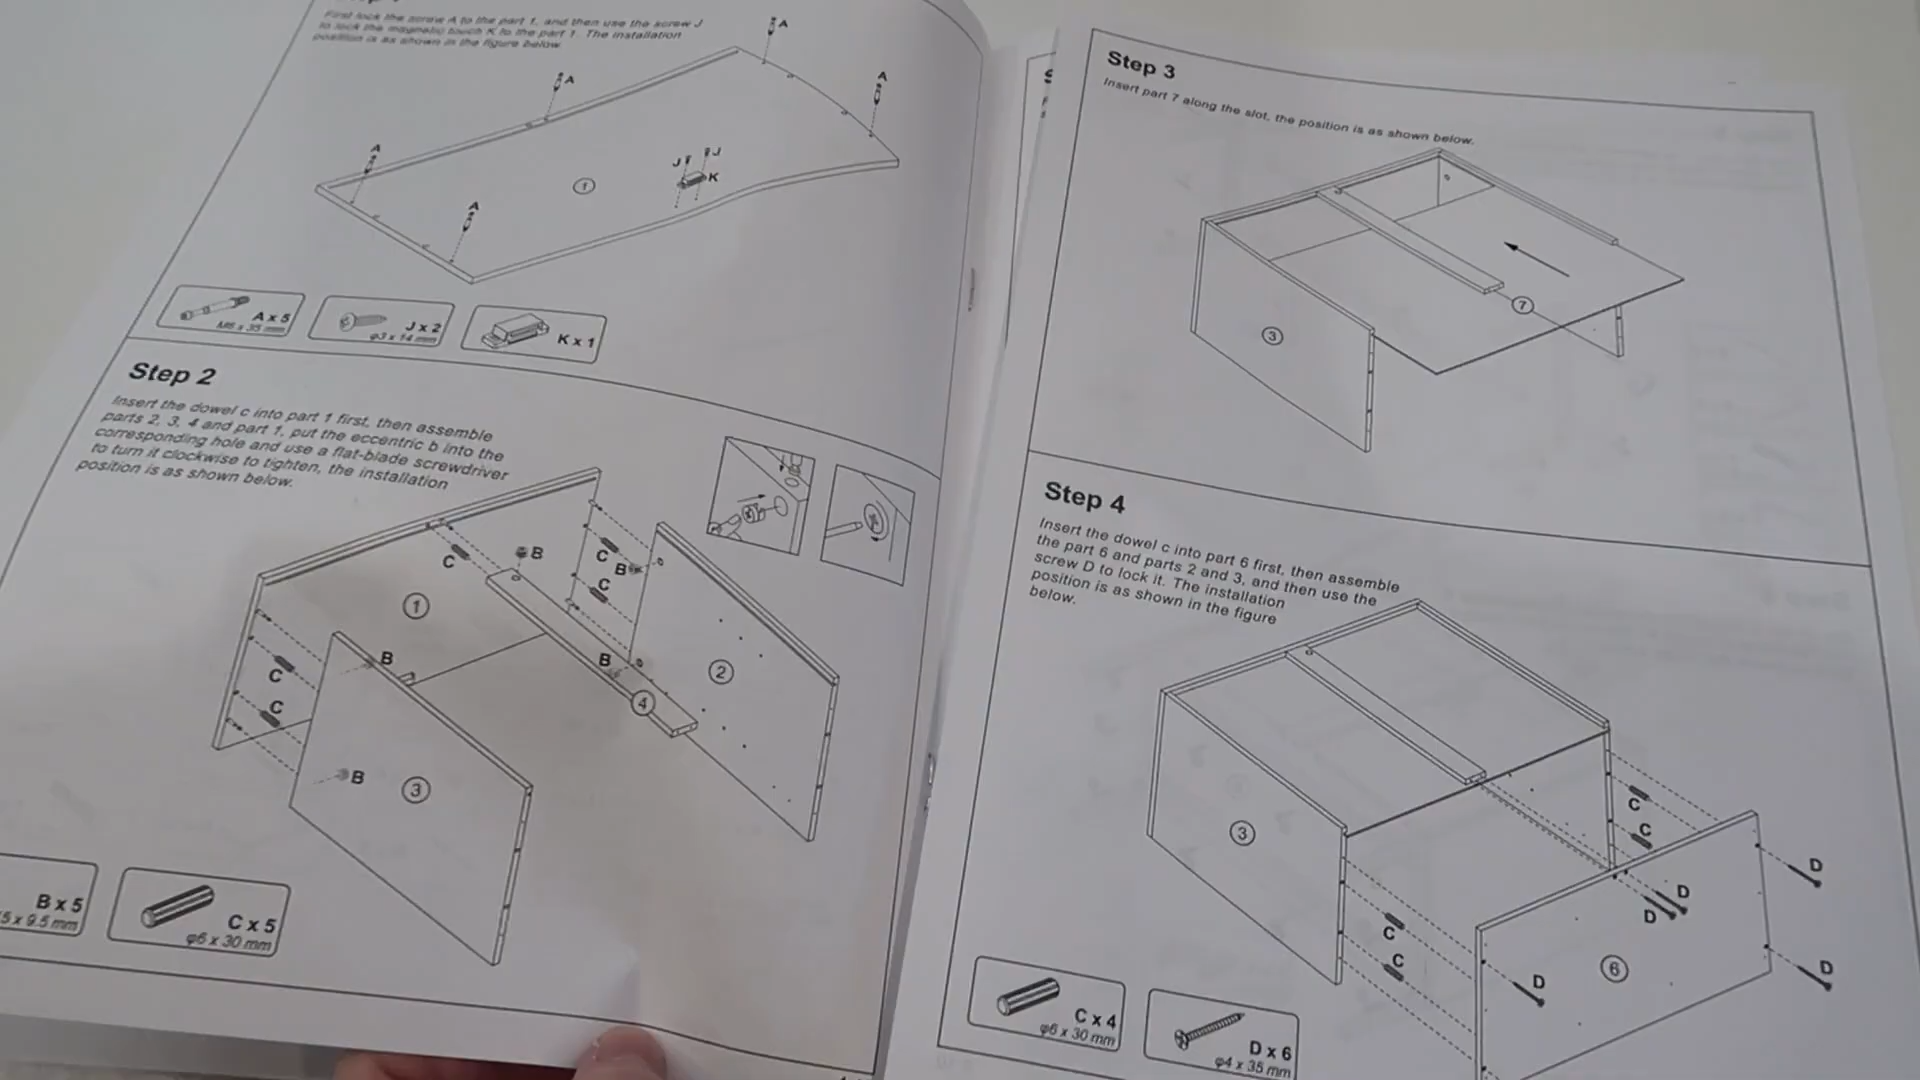 First lock the screw A to the part 1, and then use the screw J
to lock the magnetic touch K to the part 1. The installation
position is as shown in the figure below.
A
A
A
A
A
J
J
K
1
A x 5
M6 x 35 mm
J x 2
φ3 x 14 mm
K x 1
Step 2
Insert the dowel c into part 1 first, then assemble
parts 2, 3, 4 and part 1, put the eccentric b into the
corresponding hole and use a flat-blade screwdriver
to turn it clockwise to tighten, the installation
position is as shown below.
C
B
C
B
C
1
B
C
C
B
2
4
B
3
B x 5
5 x 9.5 mm
C x 5
φ6 x 30 mm
Step 3
Insert part 7 along the slot, the position is as shown below.
7
3
Step 4
Insert the dowel c into part 6 first, then assemble
the part 6 and parts 2 and 3, and then use the
screw D to lock it. The installation
position is as shown in the figure
below.
C
C
3
D
D
D
C
C
D
D
6
C x 4
φ6 x 30 mm
D x 6
φ4 x 35 mm